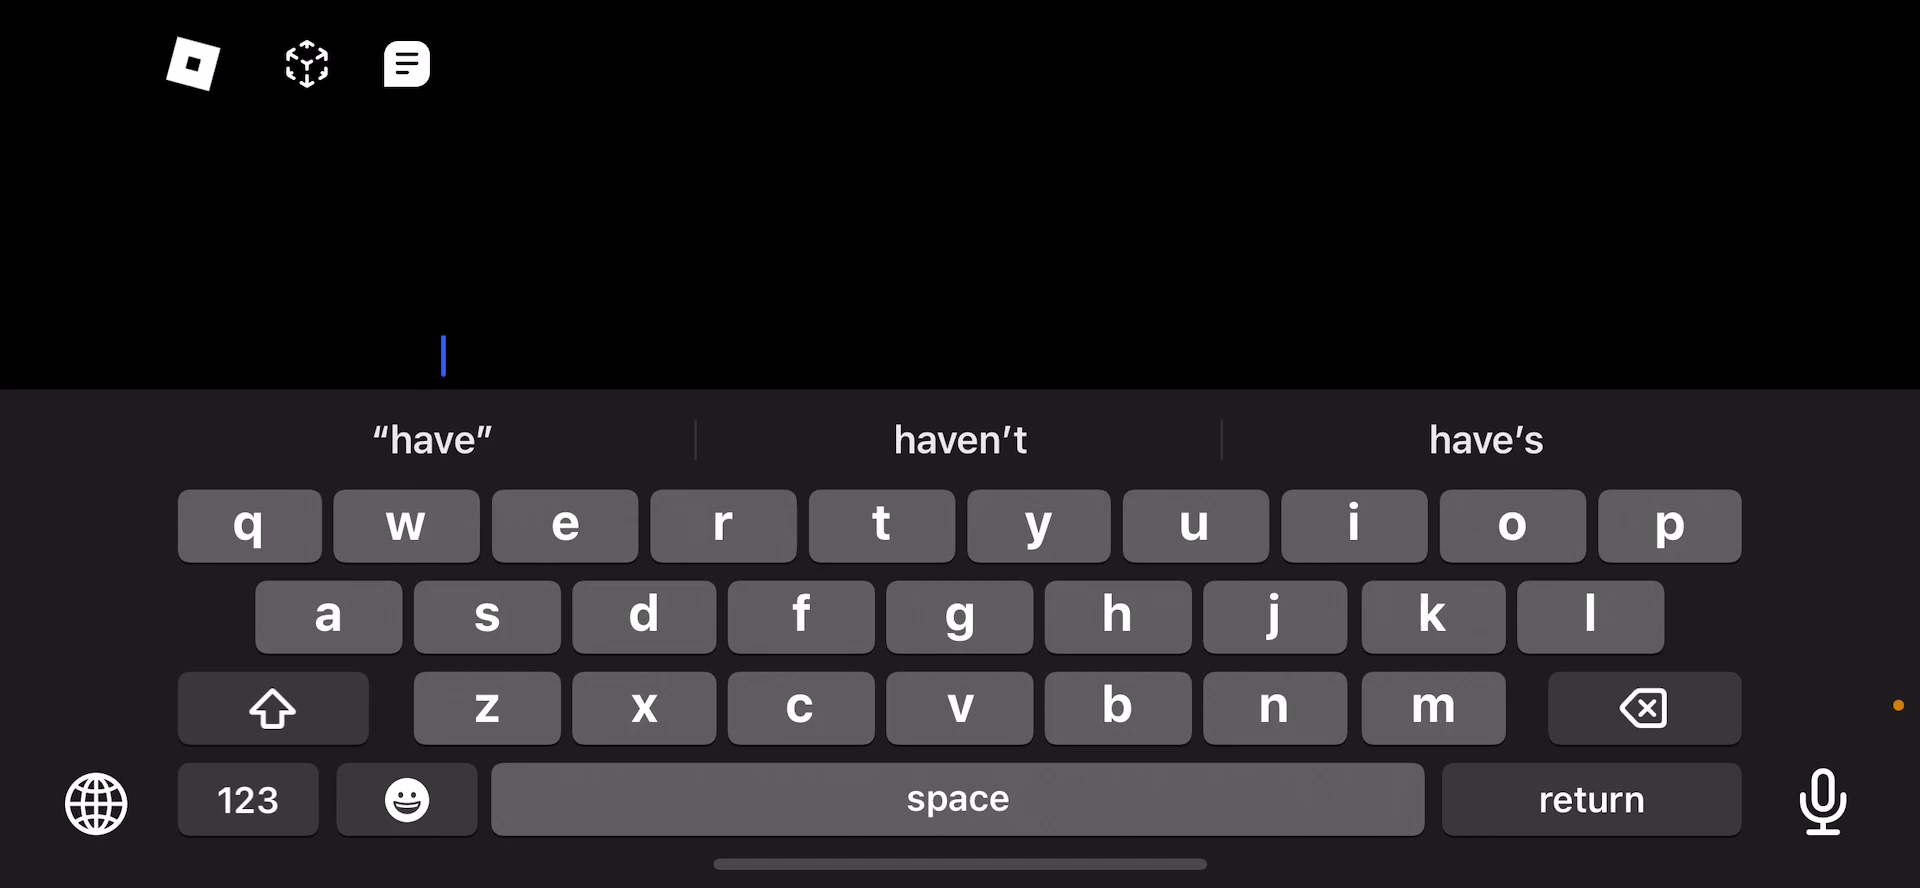 “have” haven’t have’s
q w e r t y u i o p
a s d f g h j k l
z x c v b n m
123 space return